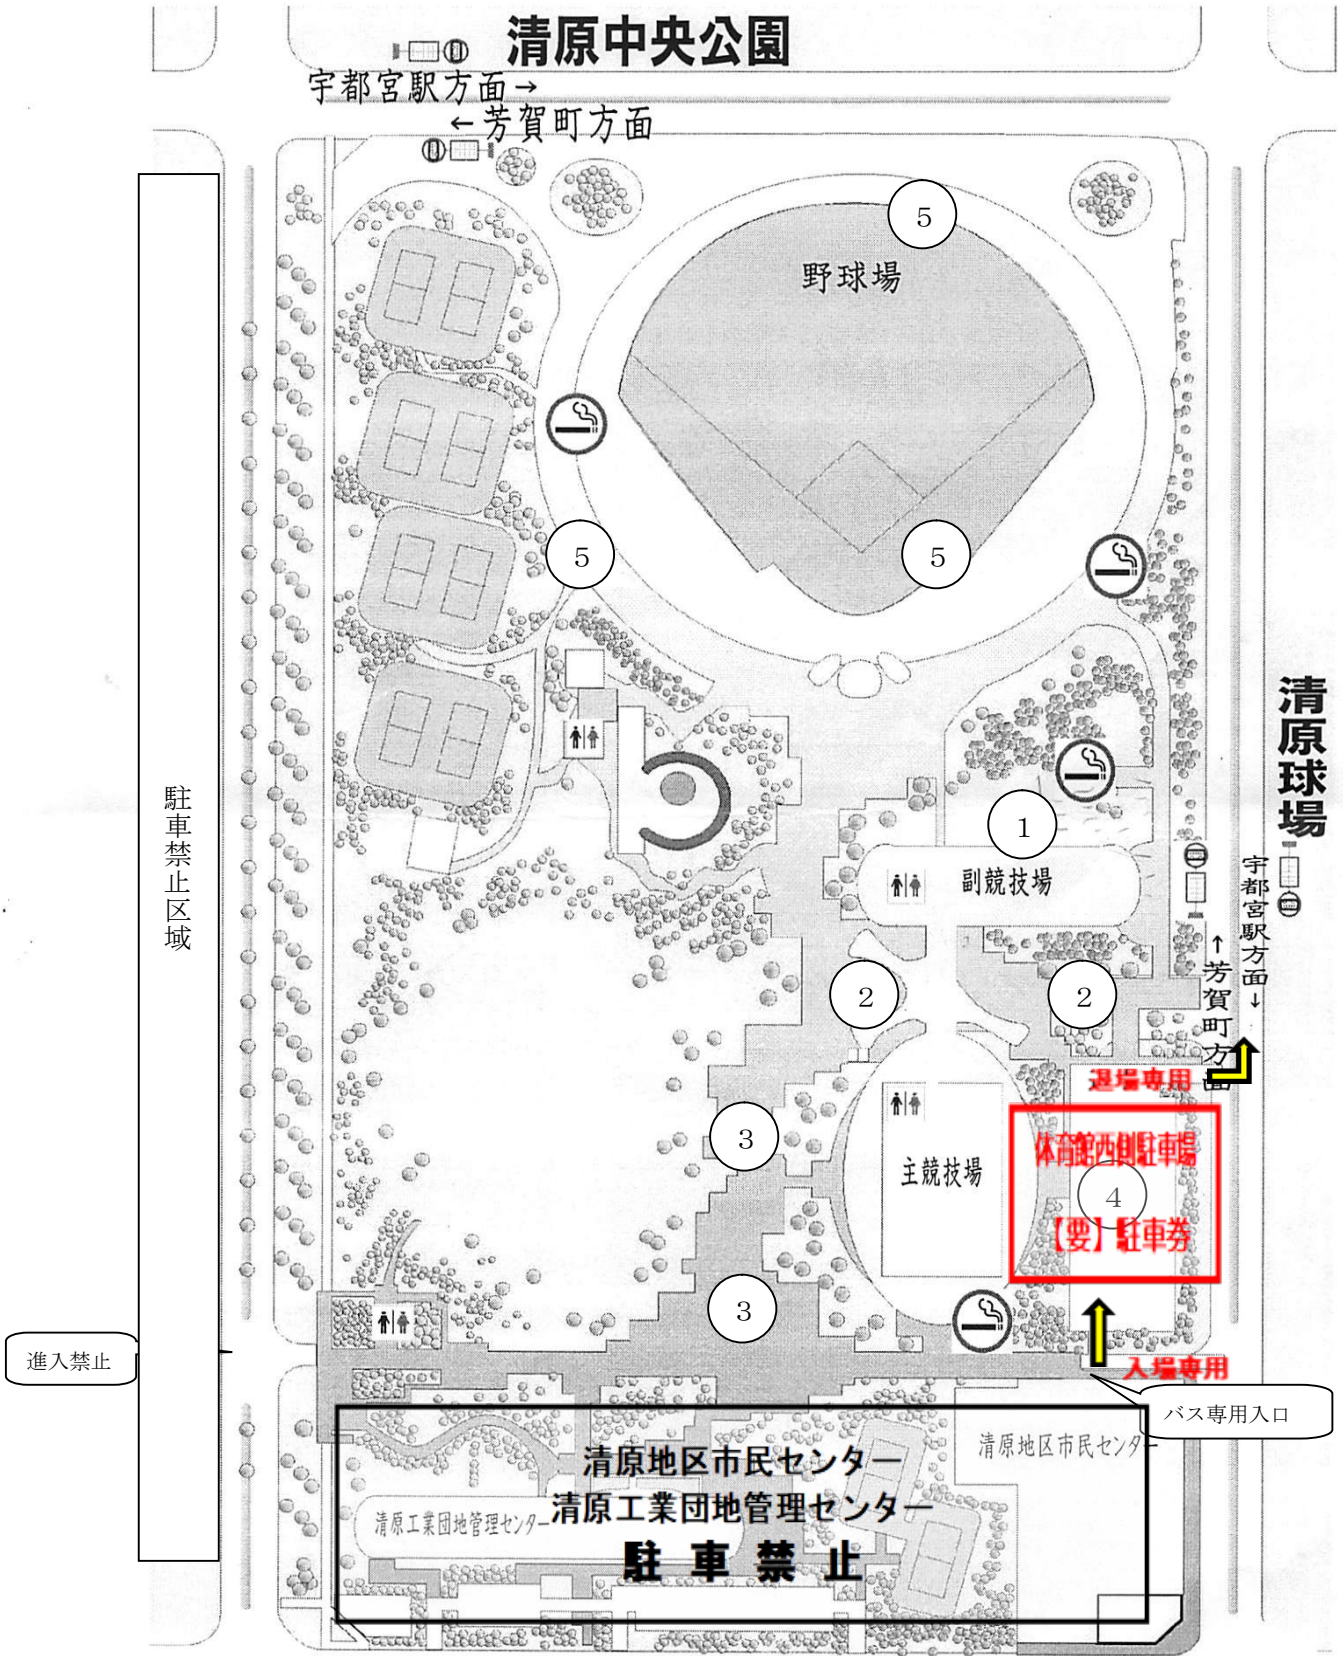 清原中央公園
宇都宮駅方面→
←芳賀町方面
5
野球場
5
5
清原球場
駐車禁止区域
1
副競技場
宇都宮駅方面→
←芳賀町方面
2
2
退場専用
3
体育館西側駐車場
主競技場
4
【要】駐車券
3
進入禁止
入場専用
バス専用入口
清原地区市民センター
清原地区市民センター
清原工業団地管理センター
清原工業団地管理センター
駐車禁止